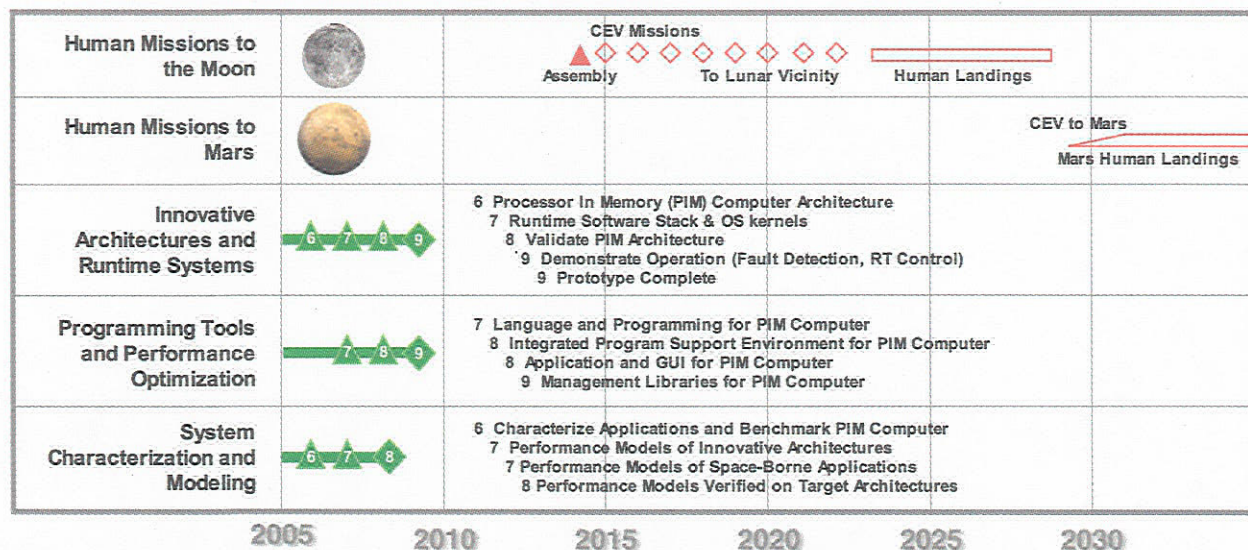 Human Missions to
the Moon
CEV Missions
Assembly
To Lunar Vicinity
Human Landings
Human Missions to
Mars
CEV to Mars
Mars Human Landings
Innovative
Architectures and
Runtime Systems
6 7 8 9
6 Processor In Memory (PIM) Computer Architecture
7 Runtime Software Stack & OS kernels
8 Validate PIM Architecture
9 Demonstrate Operation (Fault Detection, RT Control)
9 Prototype Complete
Programming Tools
and Performance
Optimization
7 8 9
7 Language and Programming for PIM Computer
8 Integrated Program Support Environment for PIM Computer
8 Application and GUI for PIM Computer
9 Management Libraries for PIM Computer
System
Characterization and
Modeling
6 7 8
6 Characterize Applications and Benchmark PIM Computer
7 Performance Models of Innovative Architectures
7 Performance Models of Space-Borne Applications
8 Performance Models Verified on Target Architectures
2005 2010 2015 2020 2025 2030